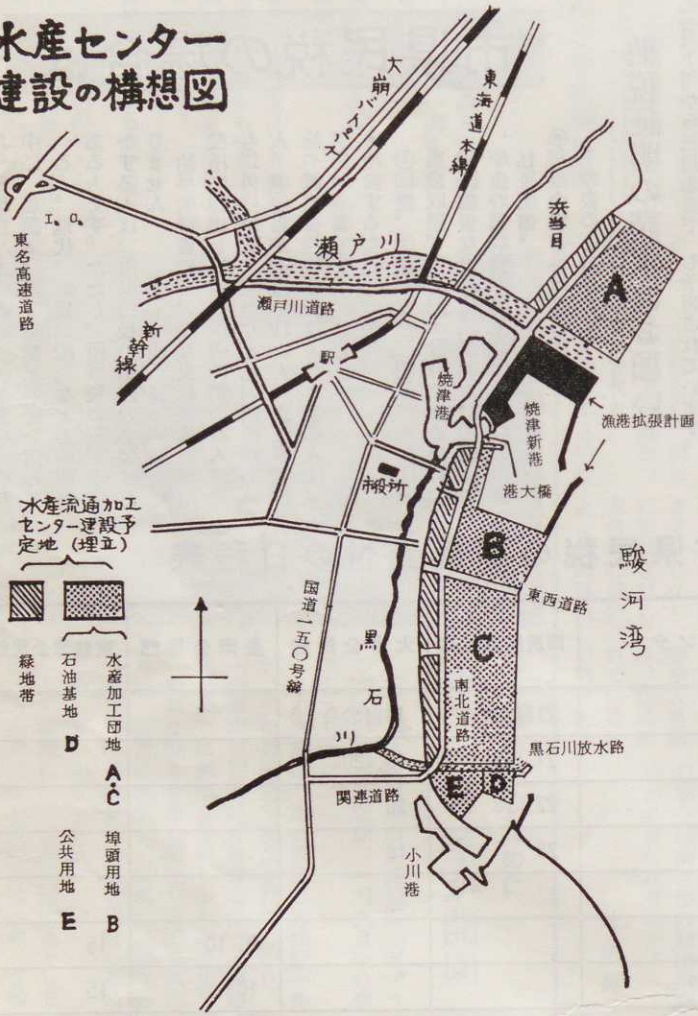 水産センター
建設の構想図
大崩バイパス
東海道本線
浜当目
I.C.
東名高速道路
瀬戸川
瀬戸川道路
新幹線
駅
焼津港
焼津新港
漁港拡張計画
港大橋
市役所
A
B
C
D
E
駿河湾
東西道路
南北道路
国道一五〇号線
黒石川
黒石川放水路
関連道路
小川港
水産流通加工
センター建設予
定地(埋立)
緑地帯
石油基地 D
水産加工団地 A・C
公共用地 E
埠頭用地 B